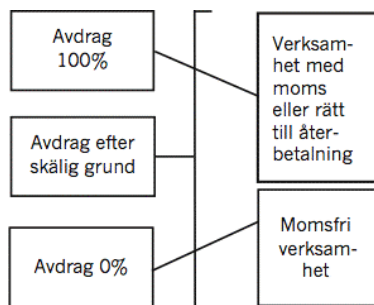 Avdrag
100%
Avdrag efter
skälig grund
Avdrag 0%
Verksam-
het med
moms
eller rätt
till åter-
betalning
Momsfri
verksam-
het